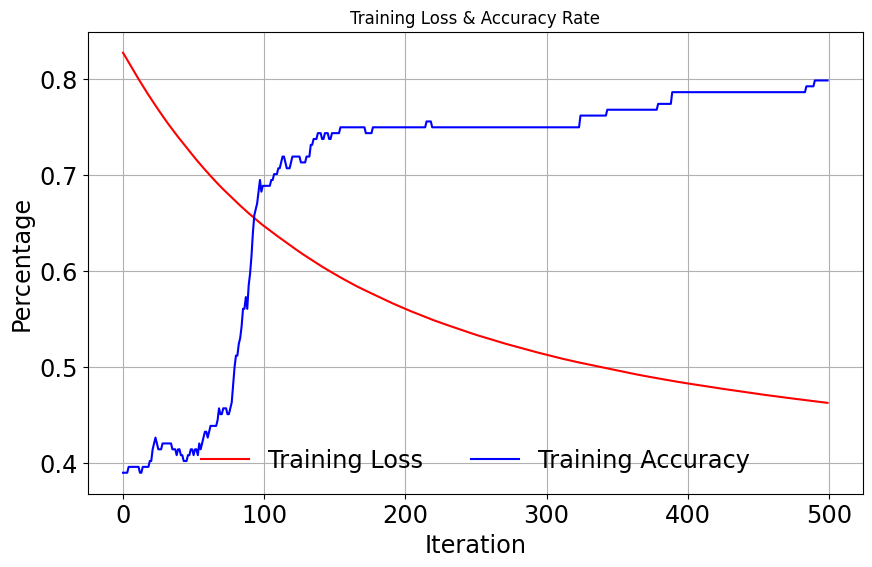 Training Loss & Accuracy Rate
Percentage
0.8
0.7
0.6
0.5
0.4
Training Loss
Training Accuracy
0 100 200 300 400 500
Iteration